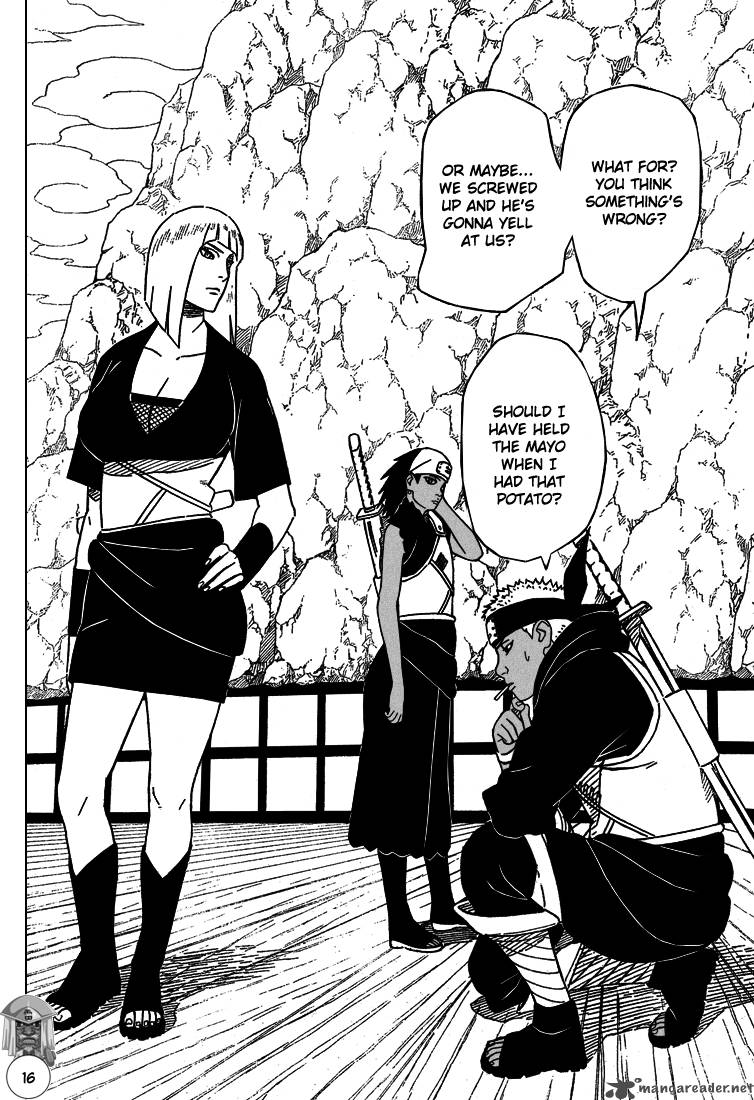 WHAT FOR?
YOU THINK
SOMETHING'S
WRONG?
OR MAYBE...
WE SCREWED
UP AND HE'S
GONNA YELL
AT US?
SHOULD I
HAVE HELD
THE MAYO
WHEN I
HAD THAT
POTATO?
16
mangareader.net